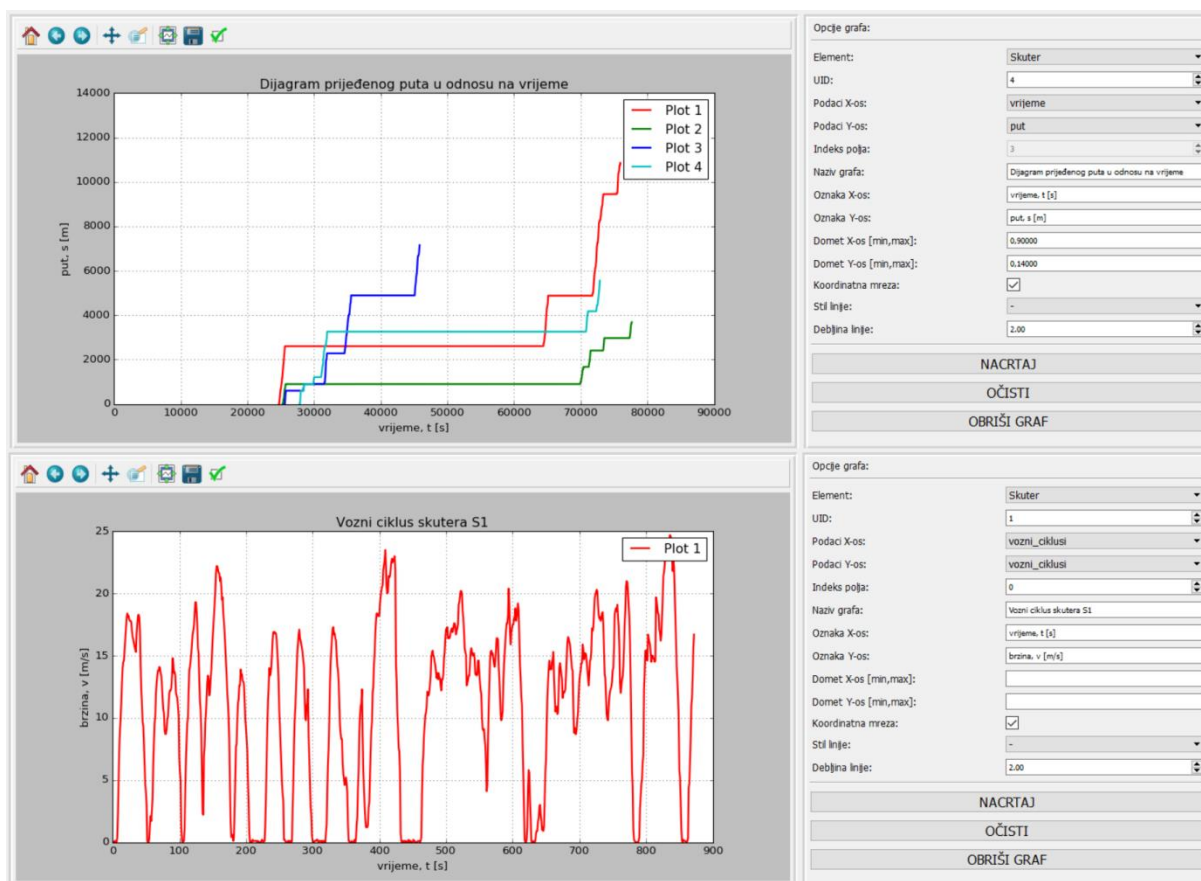 Dijagram prijeđenog puta u odnosu na vrijeme
14000
12000
10000
8000
6000
4000
2000
0
put, s [m]
Plot 1
Plot 2
Plot 3
Plot 4
0 10000 20000 30000 40000 50000 60000 70000 80000 90000
vrijeme, t [s]
Opcije grafa:
Element: Skuter
UID: 4
Podaci X-os: vrijeme
Podaci Y-os: put
Indeks polja: 3
Naziv grafa: Dijagram prijeđenog puta u odnosu na vrijeme
Oznaka X-os: vrijeme, t [s]
Oznaka Y-os: put, s [m]
Domet X-os [min,max]: 0,90000
Domet Y-os [min,max]: 0,14000
Koordinatna mreza:
Stil linije: -
Debljina linije: 2.00
NACRTAJ
OČISTI
OBRIŠI GRAF
Vozni ciklus skutera S1
25
20
15
10
5
0
brzina, v [m/s]
Plot 1
0 100 200 300 400 500 600 700 800 900
vrijeme, t [s]
Opcije grafa:
Element: Skuter
UID: 1
Podaci X-os: vozni_ciklusi
Podaci Y-os: vozni_ciklusi
Indeks polja: 0
Naziv grafa: Vozni ciklus skutera S1
Oznaka X-os: vrijeme, t [s]
Oznaka Y-os: brzina, v [m/s]
Domet X-os [min,max]:
Domet Y-os [min,max]:
Koordinatna mreza:
Stil linije: -
Debljina linije: 2.00
NACRTAJ
OČISTI
OBRIŠI GRAF